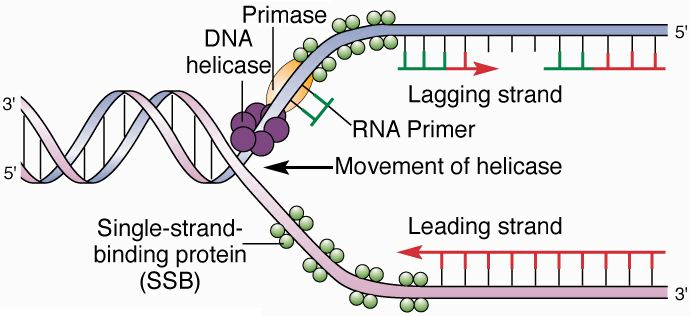 Primase
DNA
helicase
5'
Lagging strand
3'
RNA Primer
Movement of helicase
5'
Single-strand-
binding protein
(SSB)
Leading strand
3'